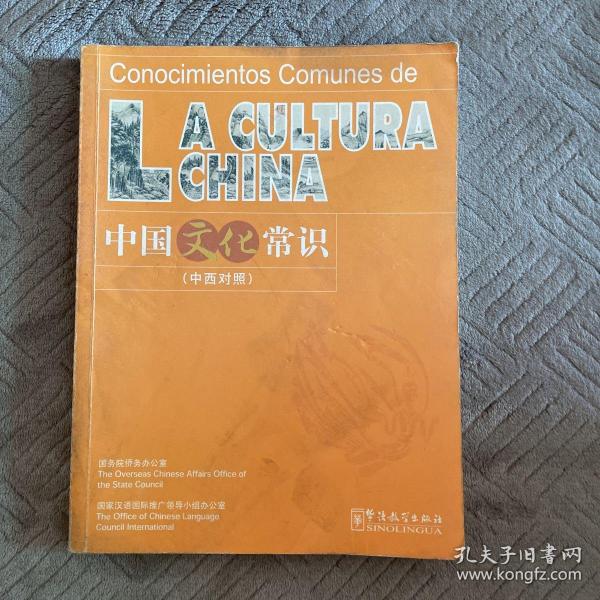 Conocimientos Comunes de
LA CULTURA
CHINA
中国文化常识
（中西对照）
国务院侨务办公室
The Overseas Chinese Affairs Office of
the State Council
国家汉语国际推广领导小组办公室
The Office of Chinese Language
Council International
华语教学出版社
SINOLINGUA
孔夫子旧书网
www.kongfz.com